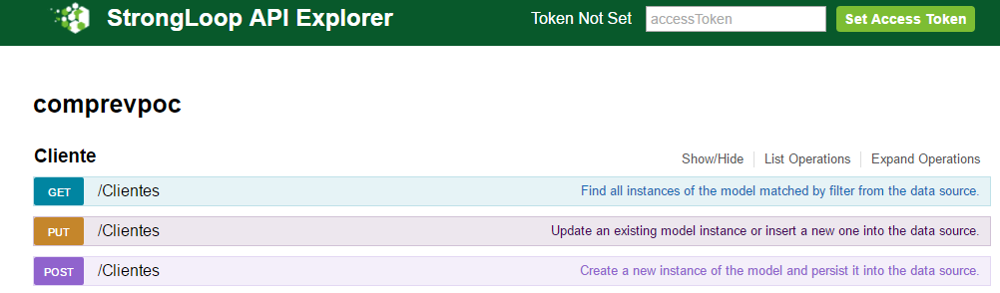 StrongLoop API Explorer Token Not Set accessToken Set Access Token
comprevpoc
Cliente Show/Hide List Operations Expand Operations
GET /Clientes Find all instances of the model matched by filter from the data source.
PUT /Clientes Update an existing model instance or insert a new one into the data source.
POST /Clientes Create a new instance of the model and persist it into the data source.